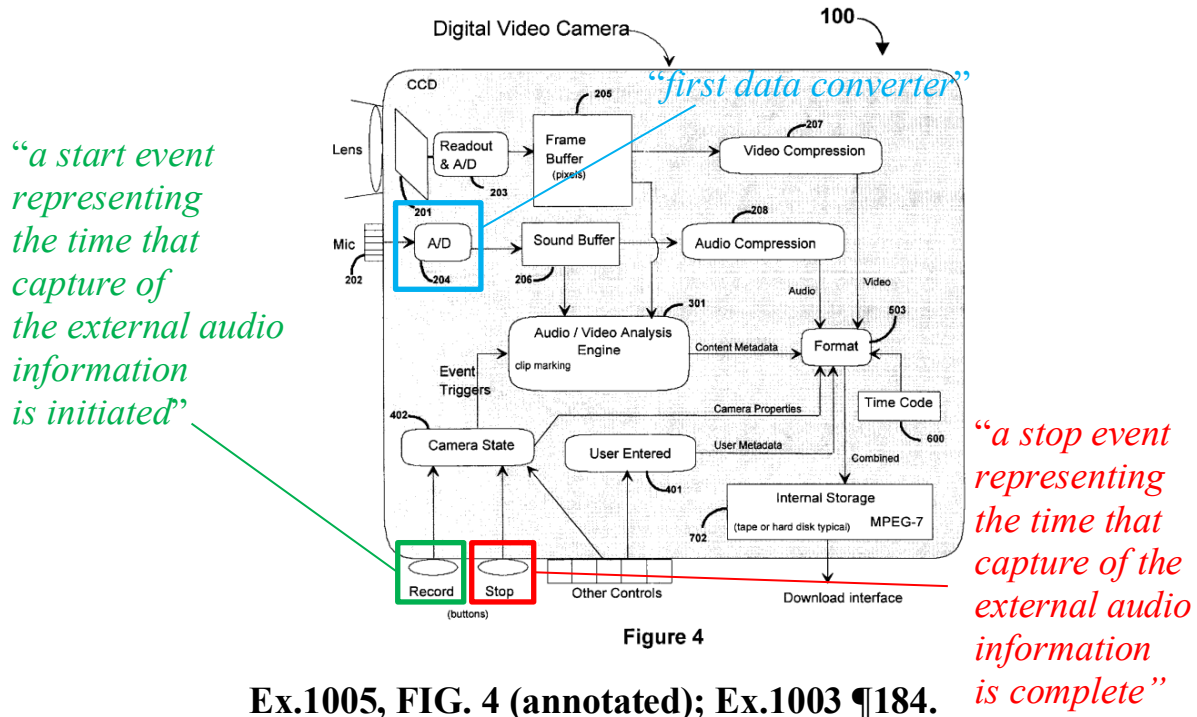 100
Digital Video Camera
CCD
“first data converter”
205
207
Lens
Readout
& A/D
203
Frame
Buffer
(pixels)
Video Compression
“a start event
representing
the time that
capture of
the external audio
information
is initiated”
201
208
Mic
A/D
Sound Buffer
Audio Compression
202
204
206
Audio
Video
301
503
Audio / Video Analysis
Engine
clip marking
Content Metadata
Format
Event
Triggers
Time Code
600
402
Camera Properties
Camera State
User Entered
User Metadata
401
Combined
“a stop event
representing
the time that
capture of the
external audio
information
is complete”
Internal Storage
(tape or hard disk typical)
MPEG-7
702
Record
Stop
Other Controls
Download interface
(buttons)
Figure 4
Ex.1005, FIG. 4 (annotated); Ex.1003 ¶184.